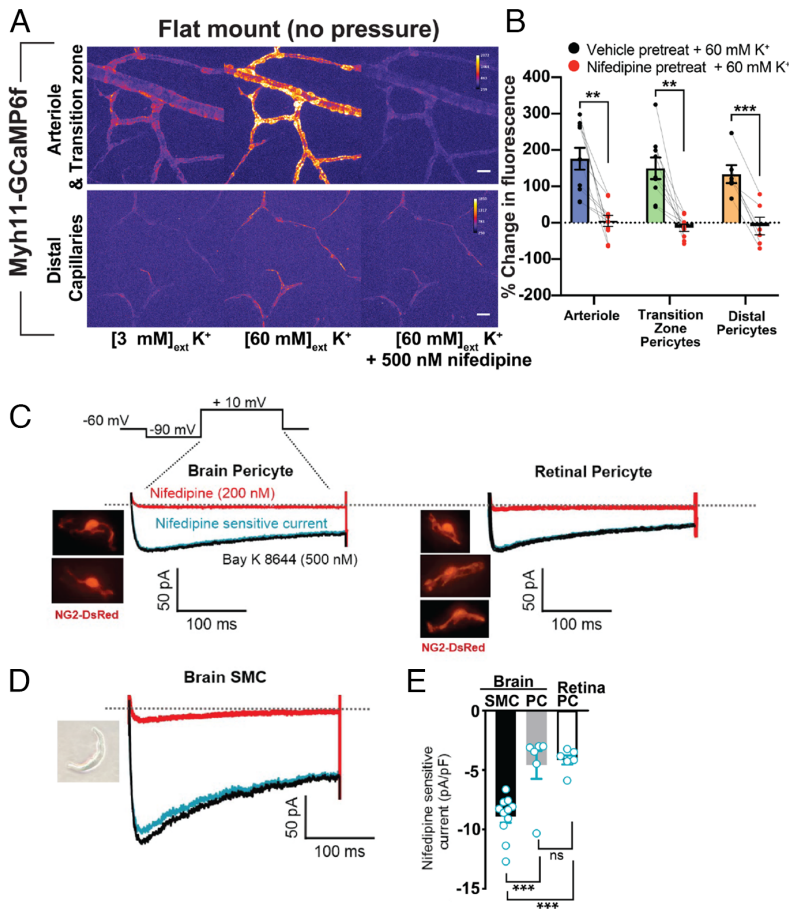 A
Flat mount (no pressure)
Myh11-GCaMP6f
Arteriole
& Transition zone
Distal
Capillaries
[3 mM]ext K+
[60 mM]ext K+
[60 mM]ext K+
+ 500 nM nifedipine
B
Vehicle pretreat + 60 mM K+
Nifedipine pretreat + 60 mM K+
% Change in fluorescence
400
300
200
100
0
-100
-200
**
**
***
Arteriole
Transition
Zone
Pericytes
Distal
Pericytes
C
-60 mV
-90 mV
+ 10 mV
Brain Pericyte
Nifedipine (200 nM)
Nifedipine sensitive current
Bay K 8644 (500 nM)
NG2-DsRed
50 pA
100 ms
Retinal Pericyte
NG2-DsRed
50 pA
100 ms
D
Brain SMC
50 pA
100 ms
E
Brain
Retina
SMC
PC
PC
Nifedipine sensitive
current (pA/pF)
0
-5
-10
-15
ns
***
***